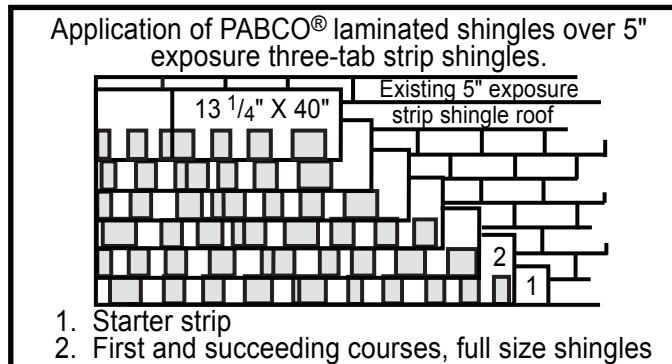 Application of PABCO® laminated shingles over 5"
exposure three-tab strip shingles.
Existing 5" exposure
13 1/4" X 40"
strip shingle roof
2
1
1. Starter strip
2. First and succeeding courses, full size shingles